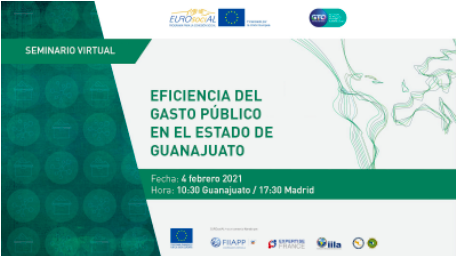 EUROsociAL
GTO
SEMINARIO VIRTUAL
EFICIENCIA DEL
GASTO PÚBLICO
EN EL ESTADO DE
GUANAJUATO
Fecha: 4 febrero 2021
Hora: 10:30 Guanajuato / 17:30 Madrid
FIIAPP
EXPERTISE
FRANCE
iila